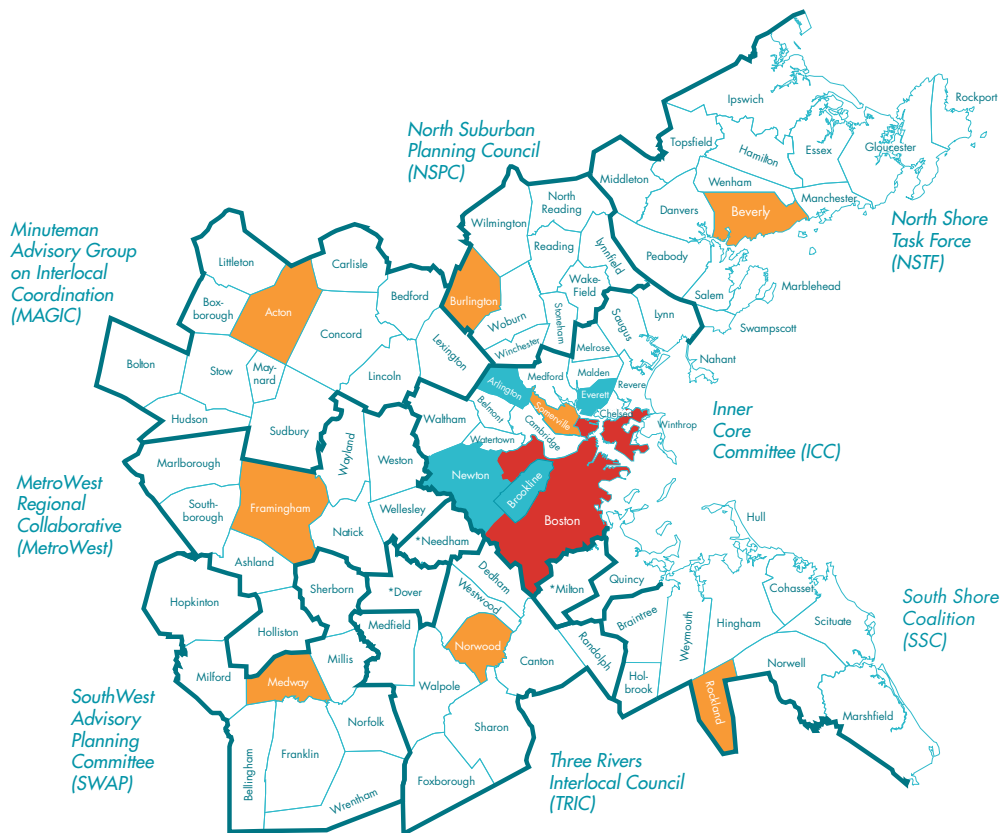 Rockport
Ipswich
Gloucester
Essex
Topsfield
Hamilton
North Suburban
Planning Council
(NSPC)
Middleton
Wenham
Manchester
North
Reading
Danvers
Beverly
Wilmington
North Shore
Task Force
(NSTF)
Minuteman
Advisory Group
on Interlocal
Coordination
(MAGIC)
Reading
Lynnfield
Peabody
Littleton
Carlisle
Wake-
Field
Marblehead
Bedford
Burlington
Salem
Box-
borough
Acton
Woburn
Stoneham
Saugus
Lynn
Swampscott
Concord
Lexington
Winchester
Melrose
Nahant
Bolton
Stow
May-
nard
Lincoln
Medford
Malden
Arlington
Revere
Everett
Hudson
Belmont
Somerville
Chelsea
Inner
Core
Committee (ICC)
Waltham
Cambridge
Winthrop
Sudbury
Watertown
Marlborough
Wayland
Weston
Newton
Brookline
MetroWest
Regional
Collaborative
(MetroWest)
South-
borough
Framingham
Wellesley
Boston
Hull
Natick
*Needham
Ashland
Dedham
Quincy
Sherborn
*Dover
Westwood
*Milton
Cohasset
South Shore
Coalition
(SSC)
Hopkinton
Braintree
Weymouth
Hingham
Scituate
Holliston
Medfield
Norwood
Randolph
Millis
Canton
Norwell
Milford
Medway
Walpole
Hol-
brook
Rockland
SouthWest
Advisory
Planning
Committee
(SWAP)
Norfolk
Sharon
Marshfield
Franklin
Bellingham
Foxborough
Three Rivers
Interlocal Council
(TRIC)
Wrentham